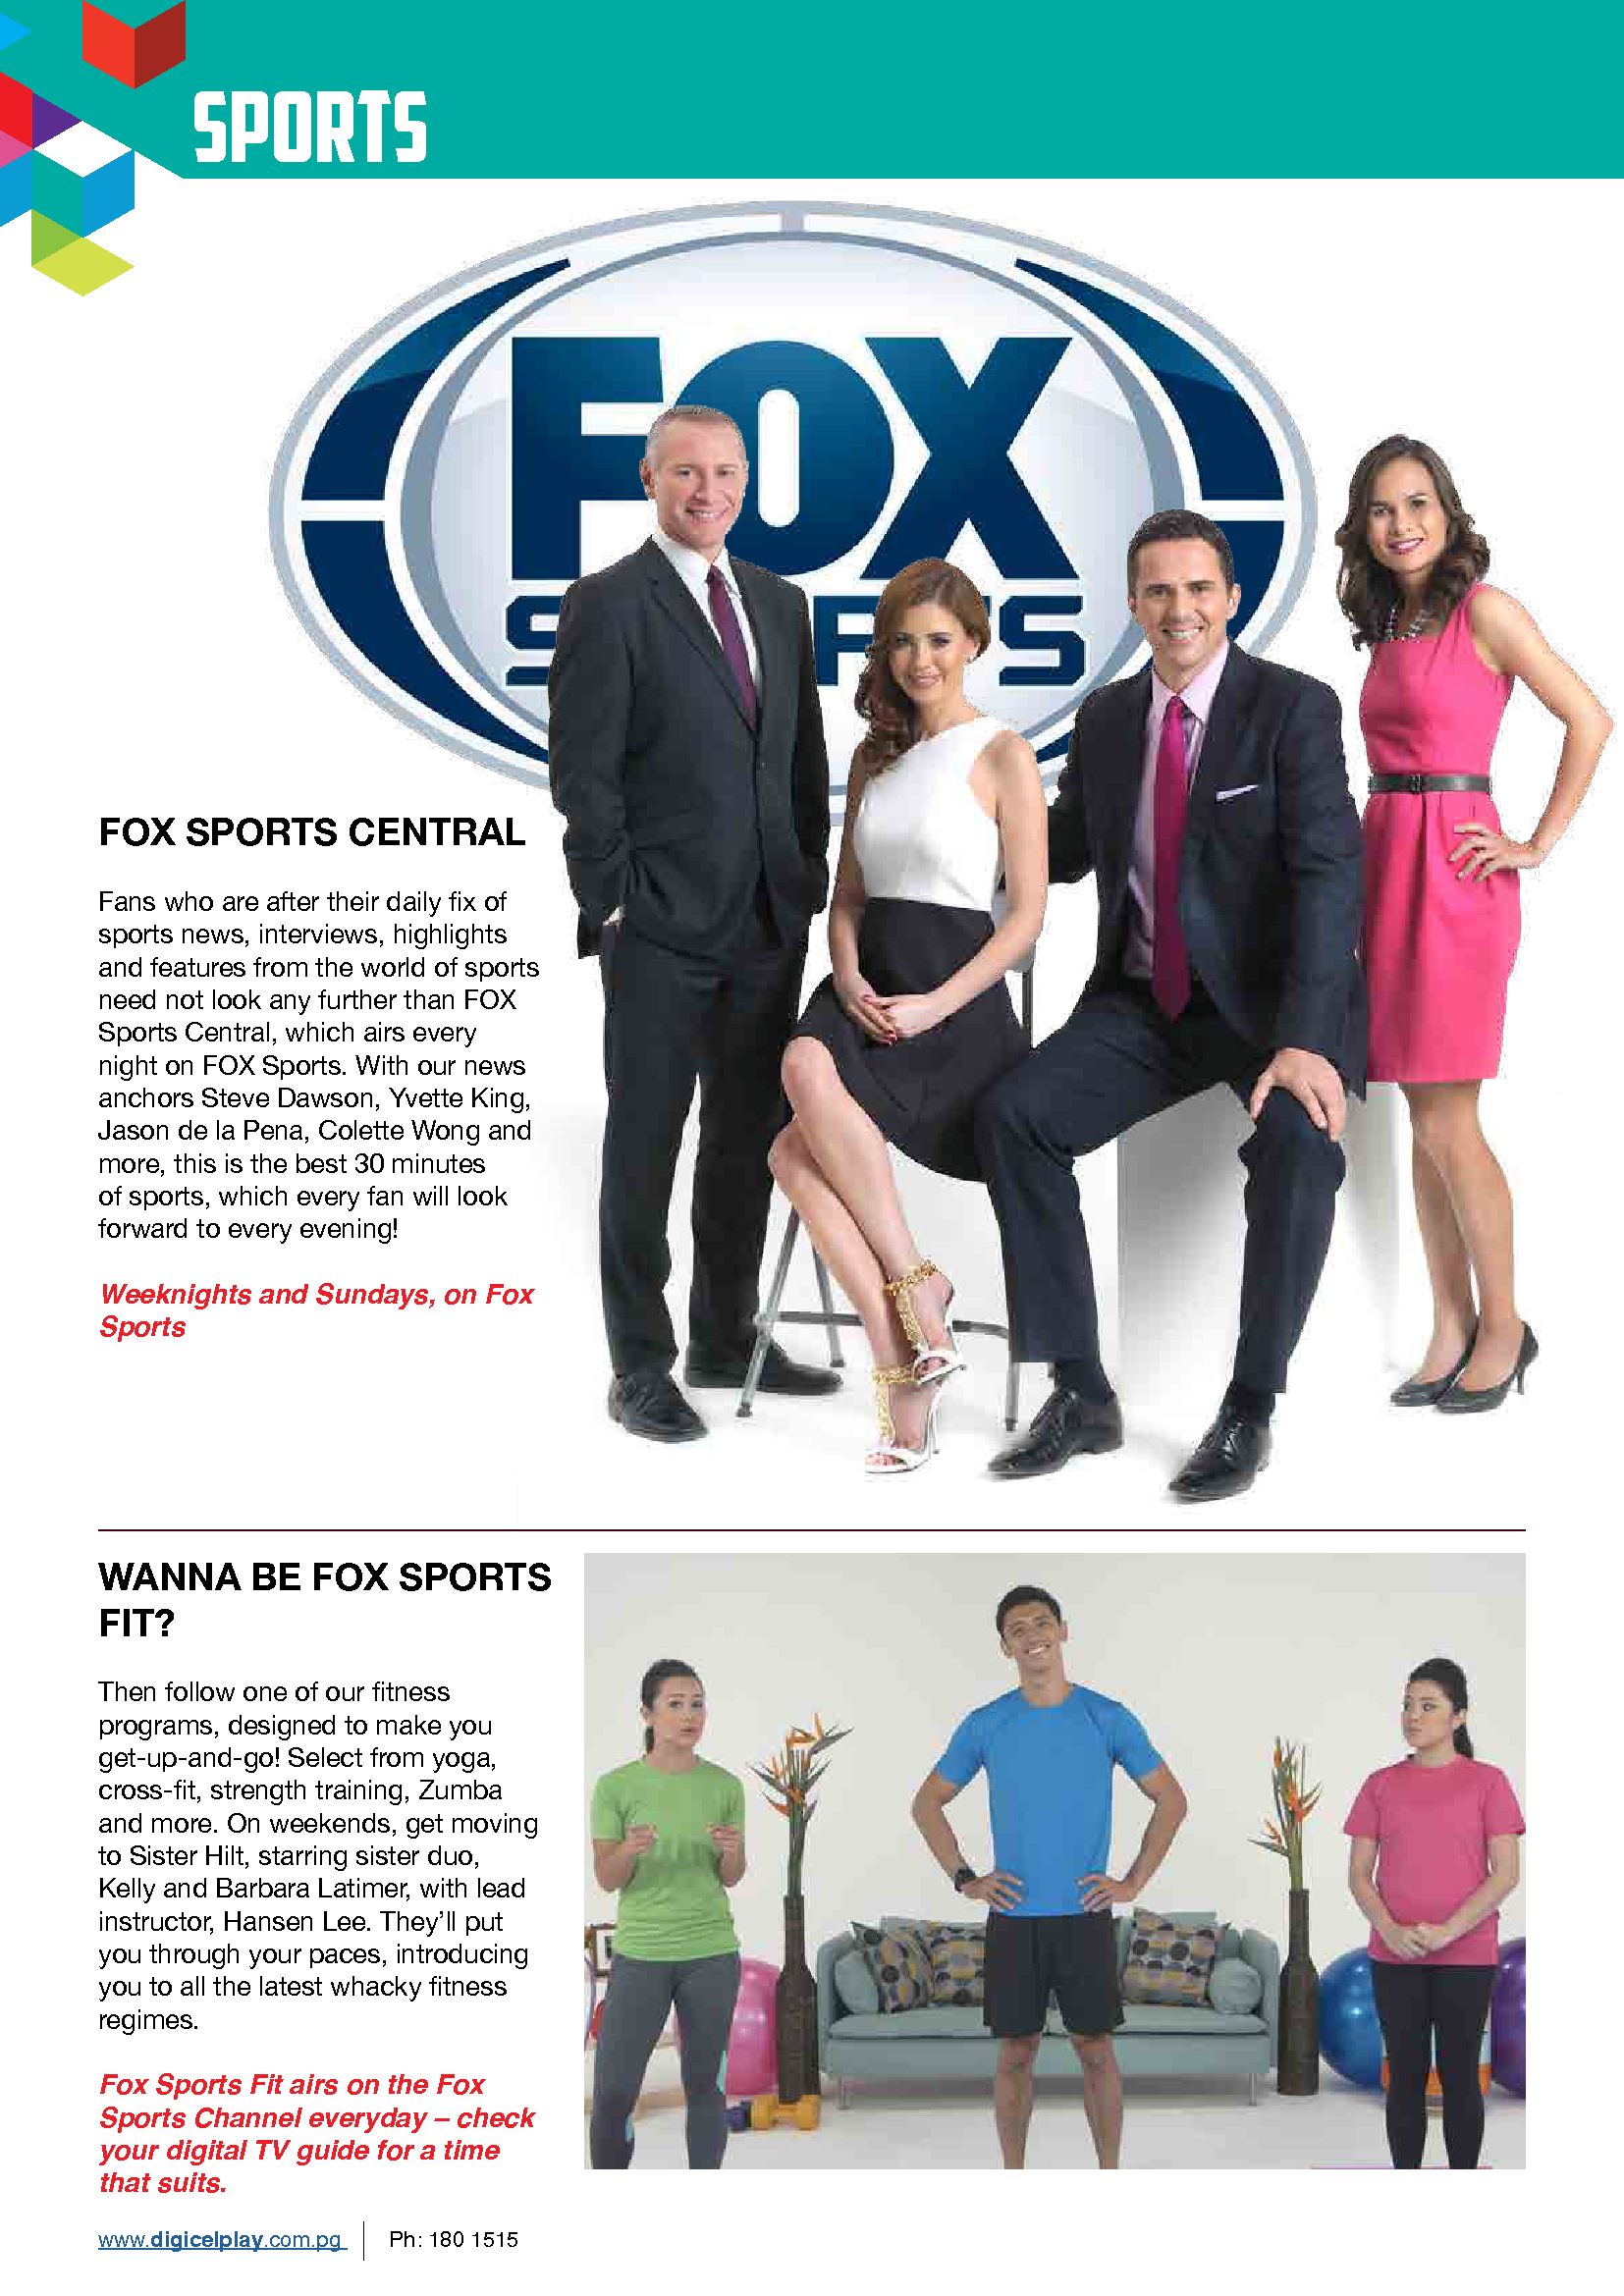 SPORTS
FOX
FOX SPORTS CENTRAL
Fans who are after their daily fix of
sports news, interviews, highlights
and features from the world of sports
need not look any further than FOX
Sports Central, which airs every
night on FOX Sports. With our news
anchors Steve Dawson, Yvette King,
Jason de la Pena, Colette Wong and
more, this is the best 30 minutes
of sports, which every fan will look
forward to every evening!
Weeknights and Sundays, on Fox
Sports
WANNA BE FOX SPORTS
FIT?
Then follow one of our fitness
programs, designed to make you
get-up-and-go! Select from yoga,
cross-fit, strength training, Zumba
and more. On weekends, get moving
to Sister Hilt, starring sister duo,
Kelly and Barbara Latimer, with lead
instructor, Hansen Lee. They’ll put
you through your paces, introducing
you to all the latest whacky fitness
regimes.
Fox Sports Fit airs on the Fox
Sports Channel everyday – check
your digital TV guide for a time
that suits.
www.digicelplay.com.pg | Ph: 180 1515